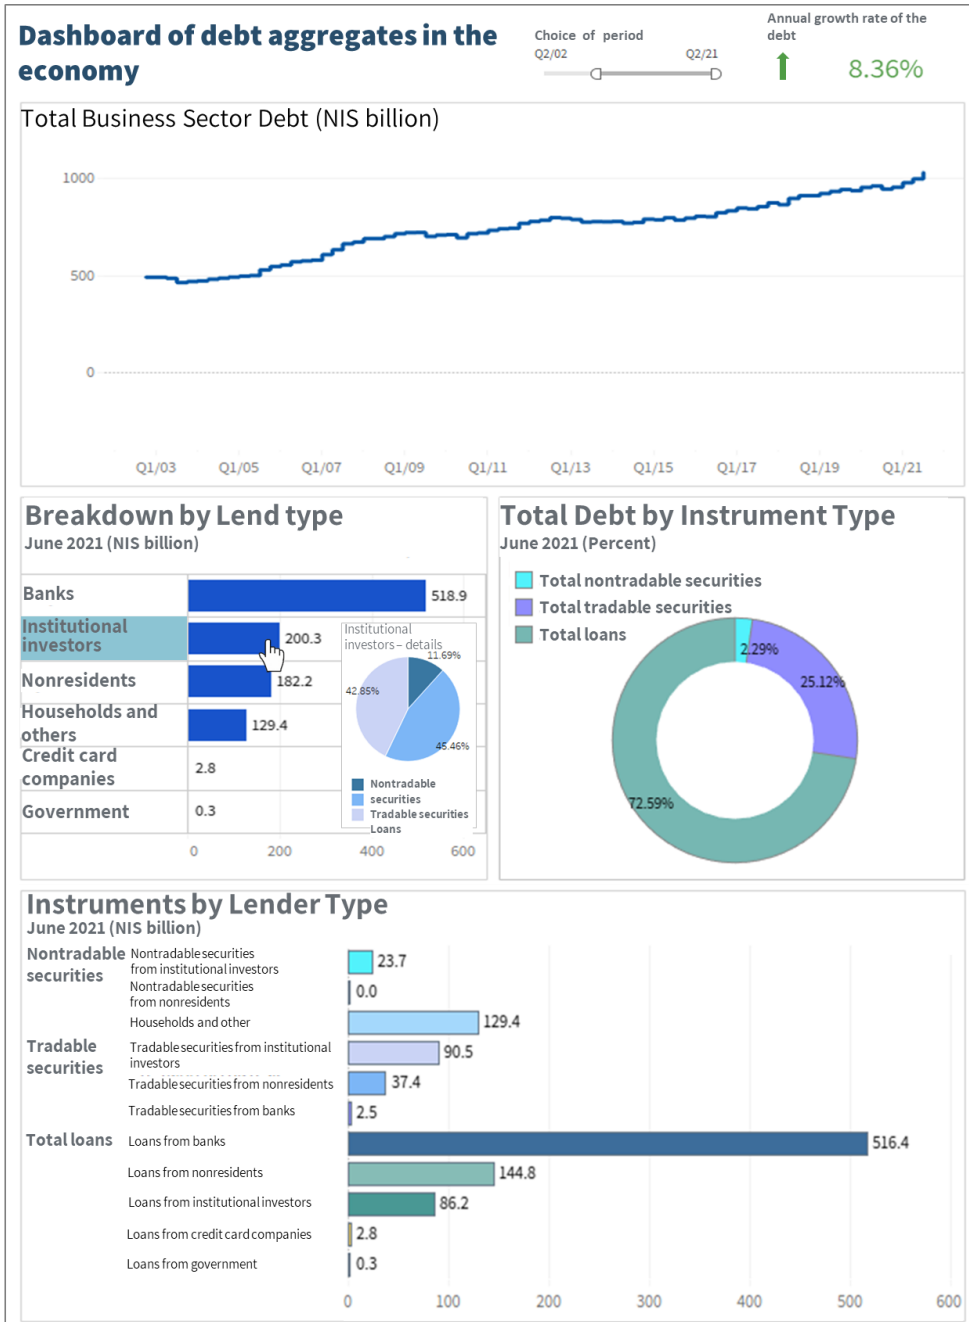 Dashboard of debt aggregates in the
economy
Choice of period
Q2/02
Q2/21
Annual growth rate of the
debt
8.36%
Total Business Sector Debt (NIS billion)
1000
500
0
Q1/03
Q1/05
Q1/07
Q1/09
Q1/11
Q1/13
Q1/15
Q1/17
Q1/19
Q1/21
Breakdown by Lend type
June 2021 (NIS billion)
Banks
518.9
Institutional
investors
200.3
Nonresidents
182.2
Households and
others
129.4
Credit card
companies
2.8
Government
0.3
0
200
400
600
Institutional
investors – details
11.69%
42.85%
45.46%
Nontradable
securities
Tradable securities
Loans
Total Debt by Instrument Type
June 2021 (Percent)
Total nontradable securities
Total tradable securities
Total loans
2.29%
25.12%
72.59%
Instruments by Lender Type
June 2021 (NIS billion)
Nontradable
securities
Nontradable securities
from institutional investors
23.7
Nontradable securities
from nonresidents
0.0
Households and other
129.4
Tradable
securities
Tradable securities from institutional
investors
90.5
Tradable securities from nonresidents
37.4
Tradable securities from banks
2.5
Total loans
Loans from banks
516.4
Loans from nonresidents
144.8
Loans from institutional investors
86.2
Loans from credit card companies
2.8
Loans from government
0.3
0
100
200
300
400
500
600